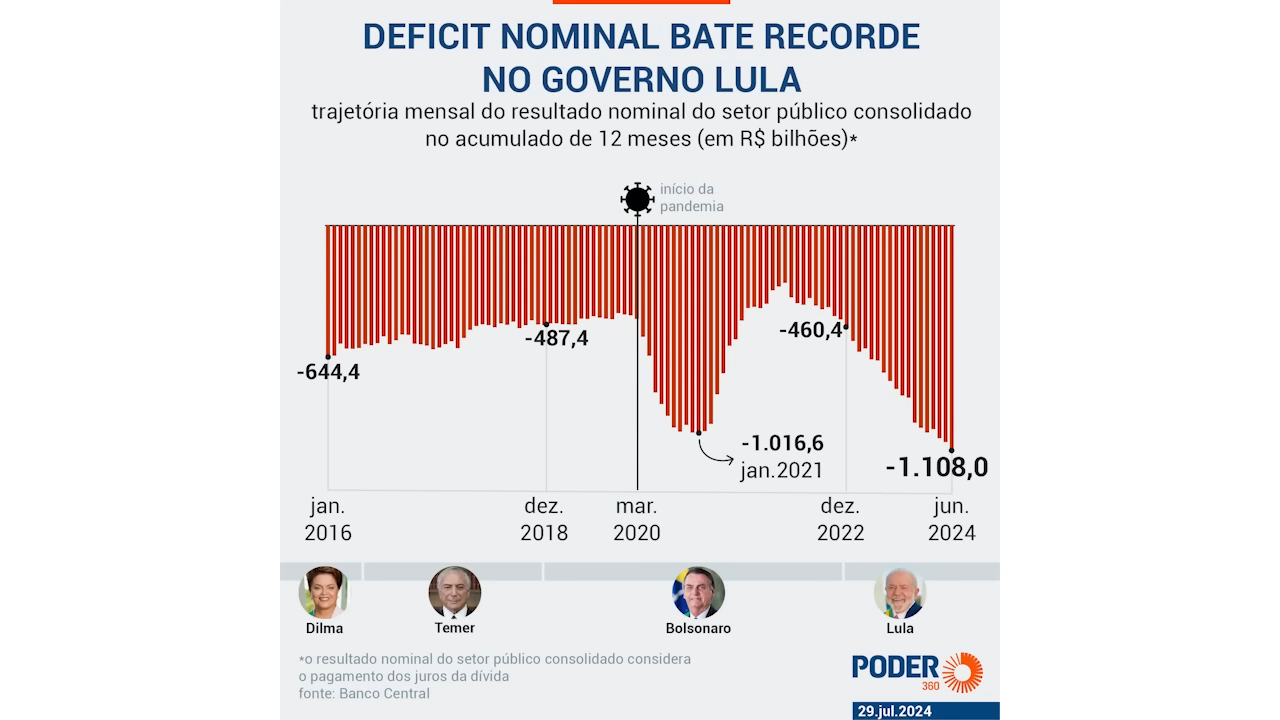 DEFICIT NOMINAL BATE RECORDE
NO GOVERNO LULA
trajetória mensal do resultado nominal do setor público consolidado
no acumulado de 12 meses (em R$ bilhões)*
início da
pandemia
-644,4
-487,4
-460,4
-1.016,6
jan.2021
-1.108,0
jan.
2016
dez.
2018
mar.
2020
dez.
2022
jun.
2024
Dilma
Temer
Bolsonaro
Lula
*o resultado nominal do setor público consolidado considera
o pagamento dos juros da dívida
fonte: Banco Central
PODER
360
29.jul.2024